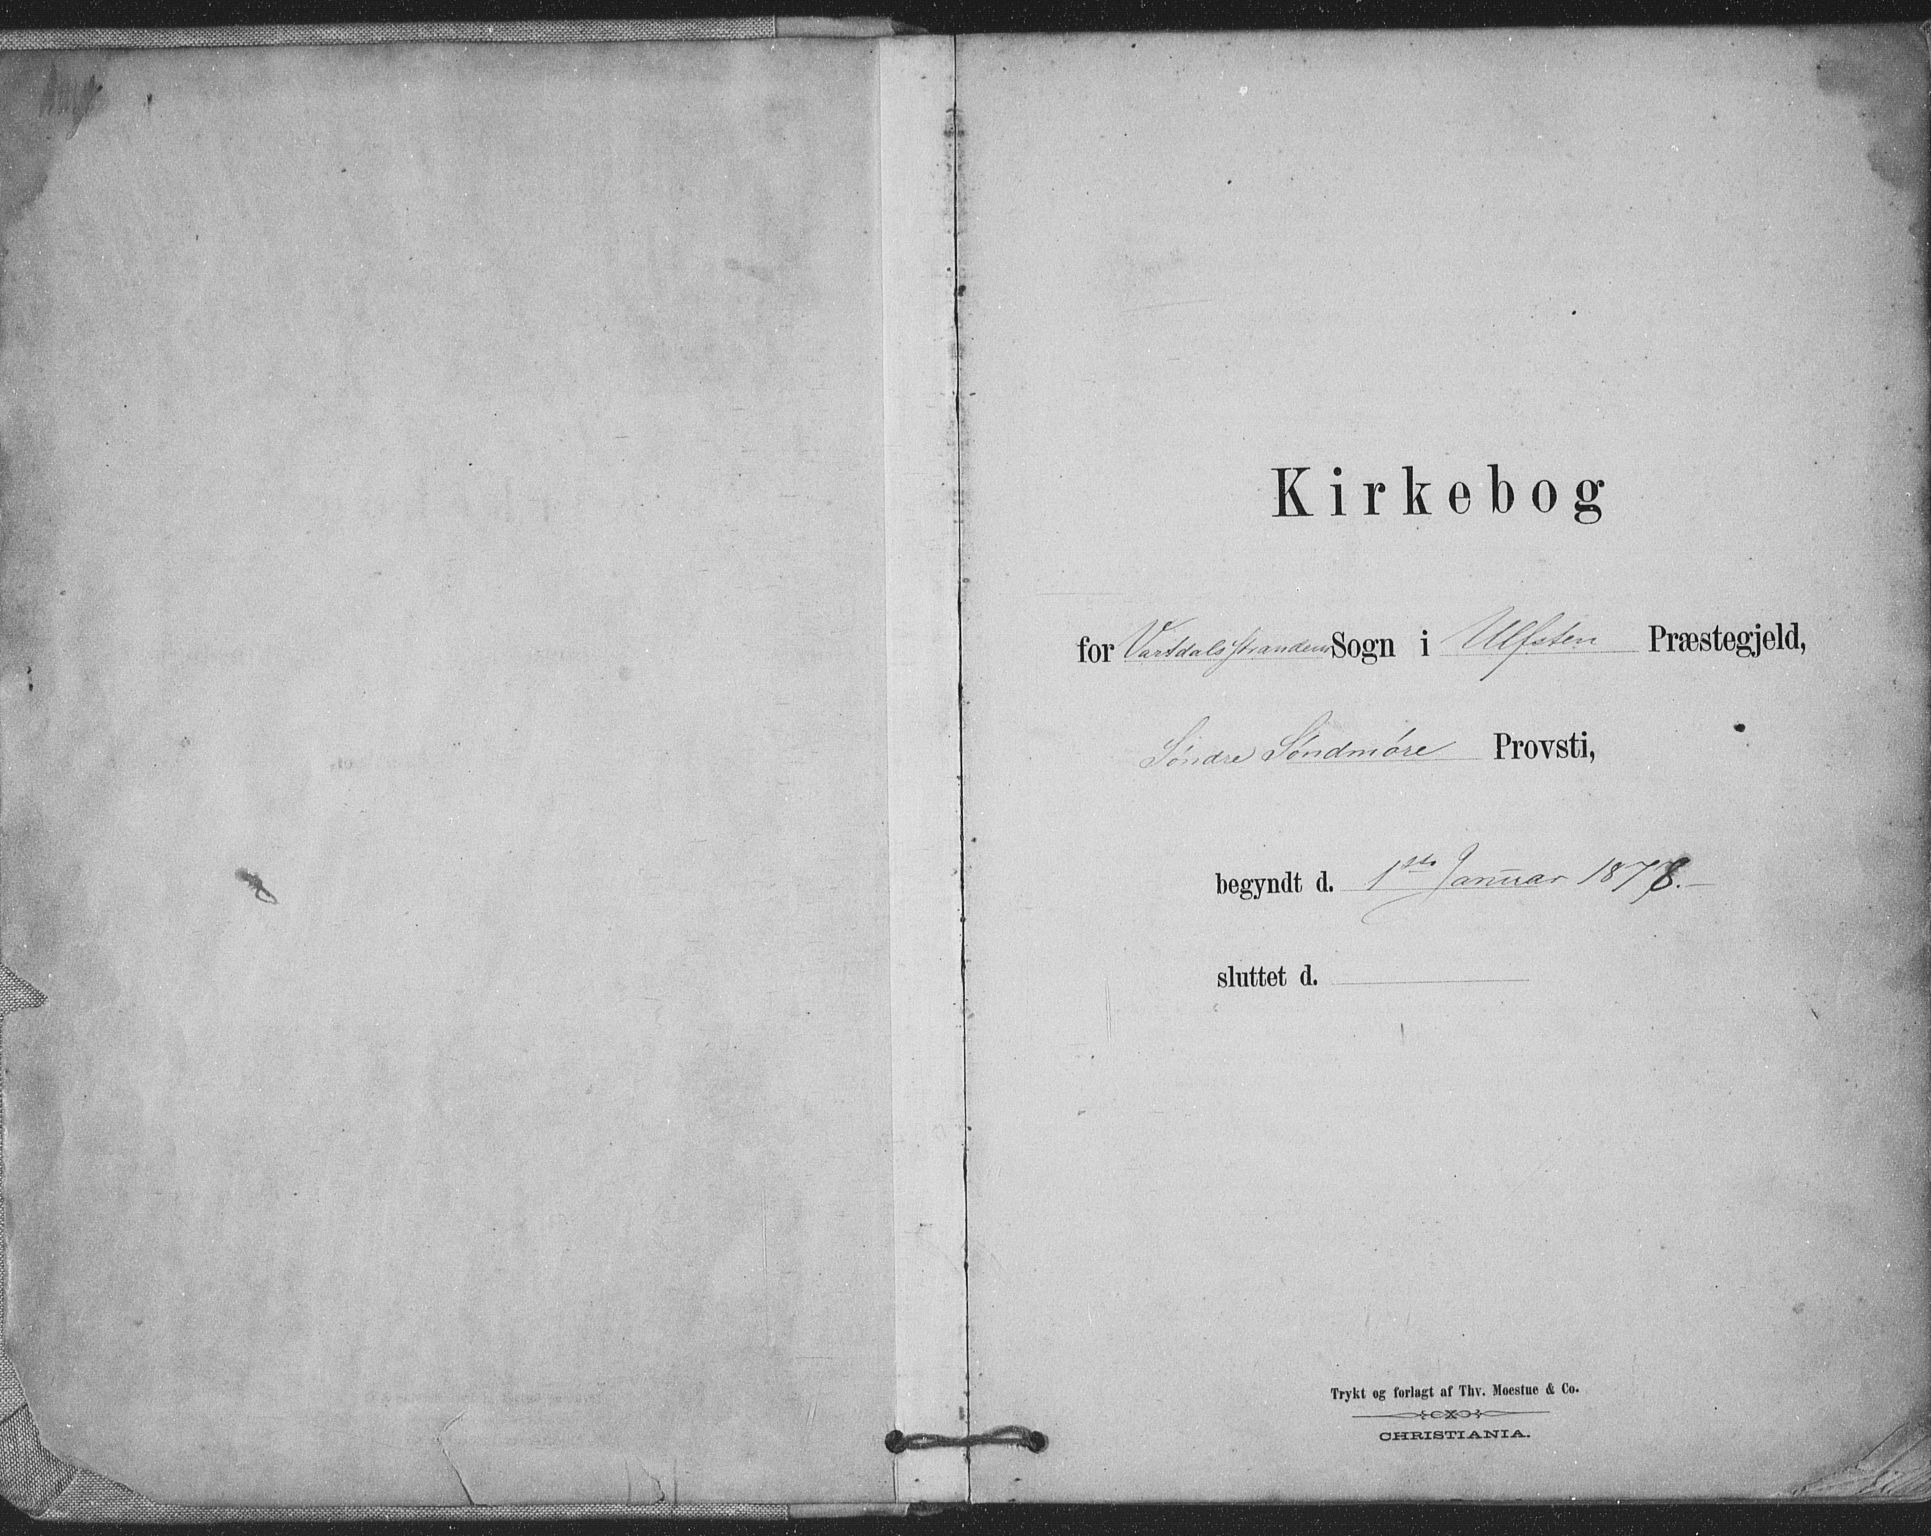 Kirkebog
for Vartdalsstrandens Sogn i Ulfsten Præstegjeld,
Søndre Søndmøre Provsti,
begyndt d. 1ste Januar 1878.
sluttet d.
Trykt og forlagt af Thv. Moestue & Co.
CHRISTIANIA.